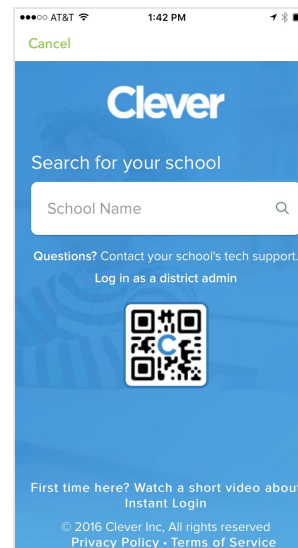 AT&T 1:42 PM
Cancel
Clever
Search for your school
School Name
Questions? Contact your school's tech support.
Log in as a district admin
C
First time here? Watch a short video about
Instant Login
© 2016 Clever Inc, All rights reserved
Privacy Policy • Terms of Service